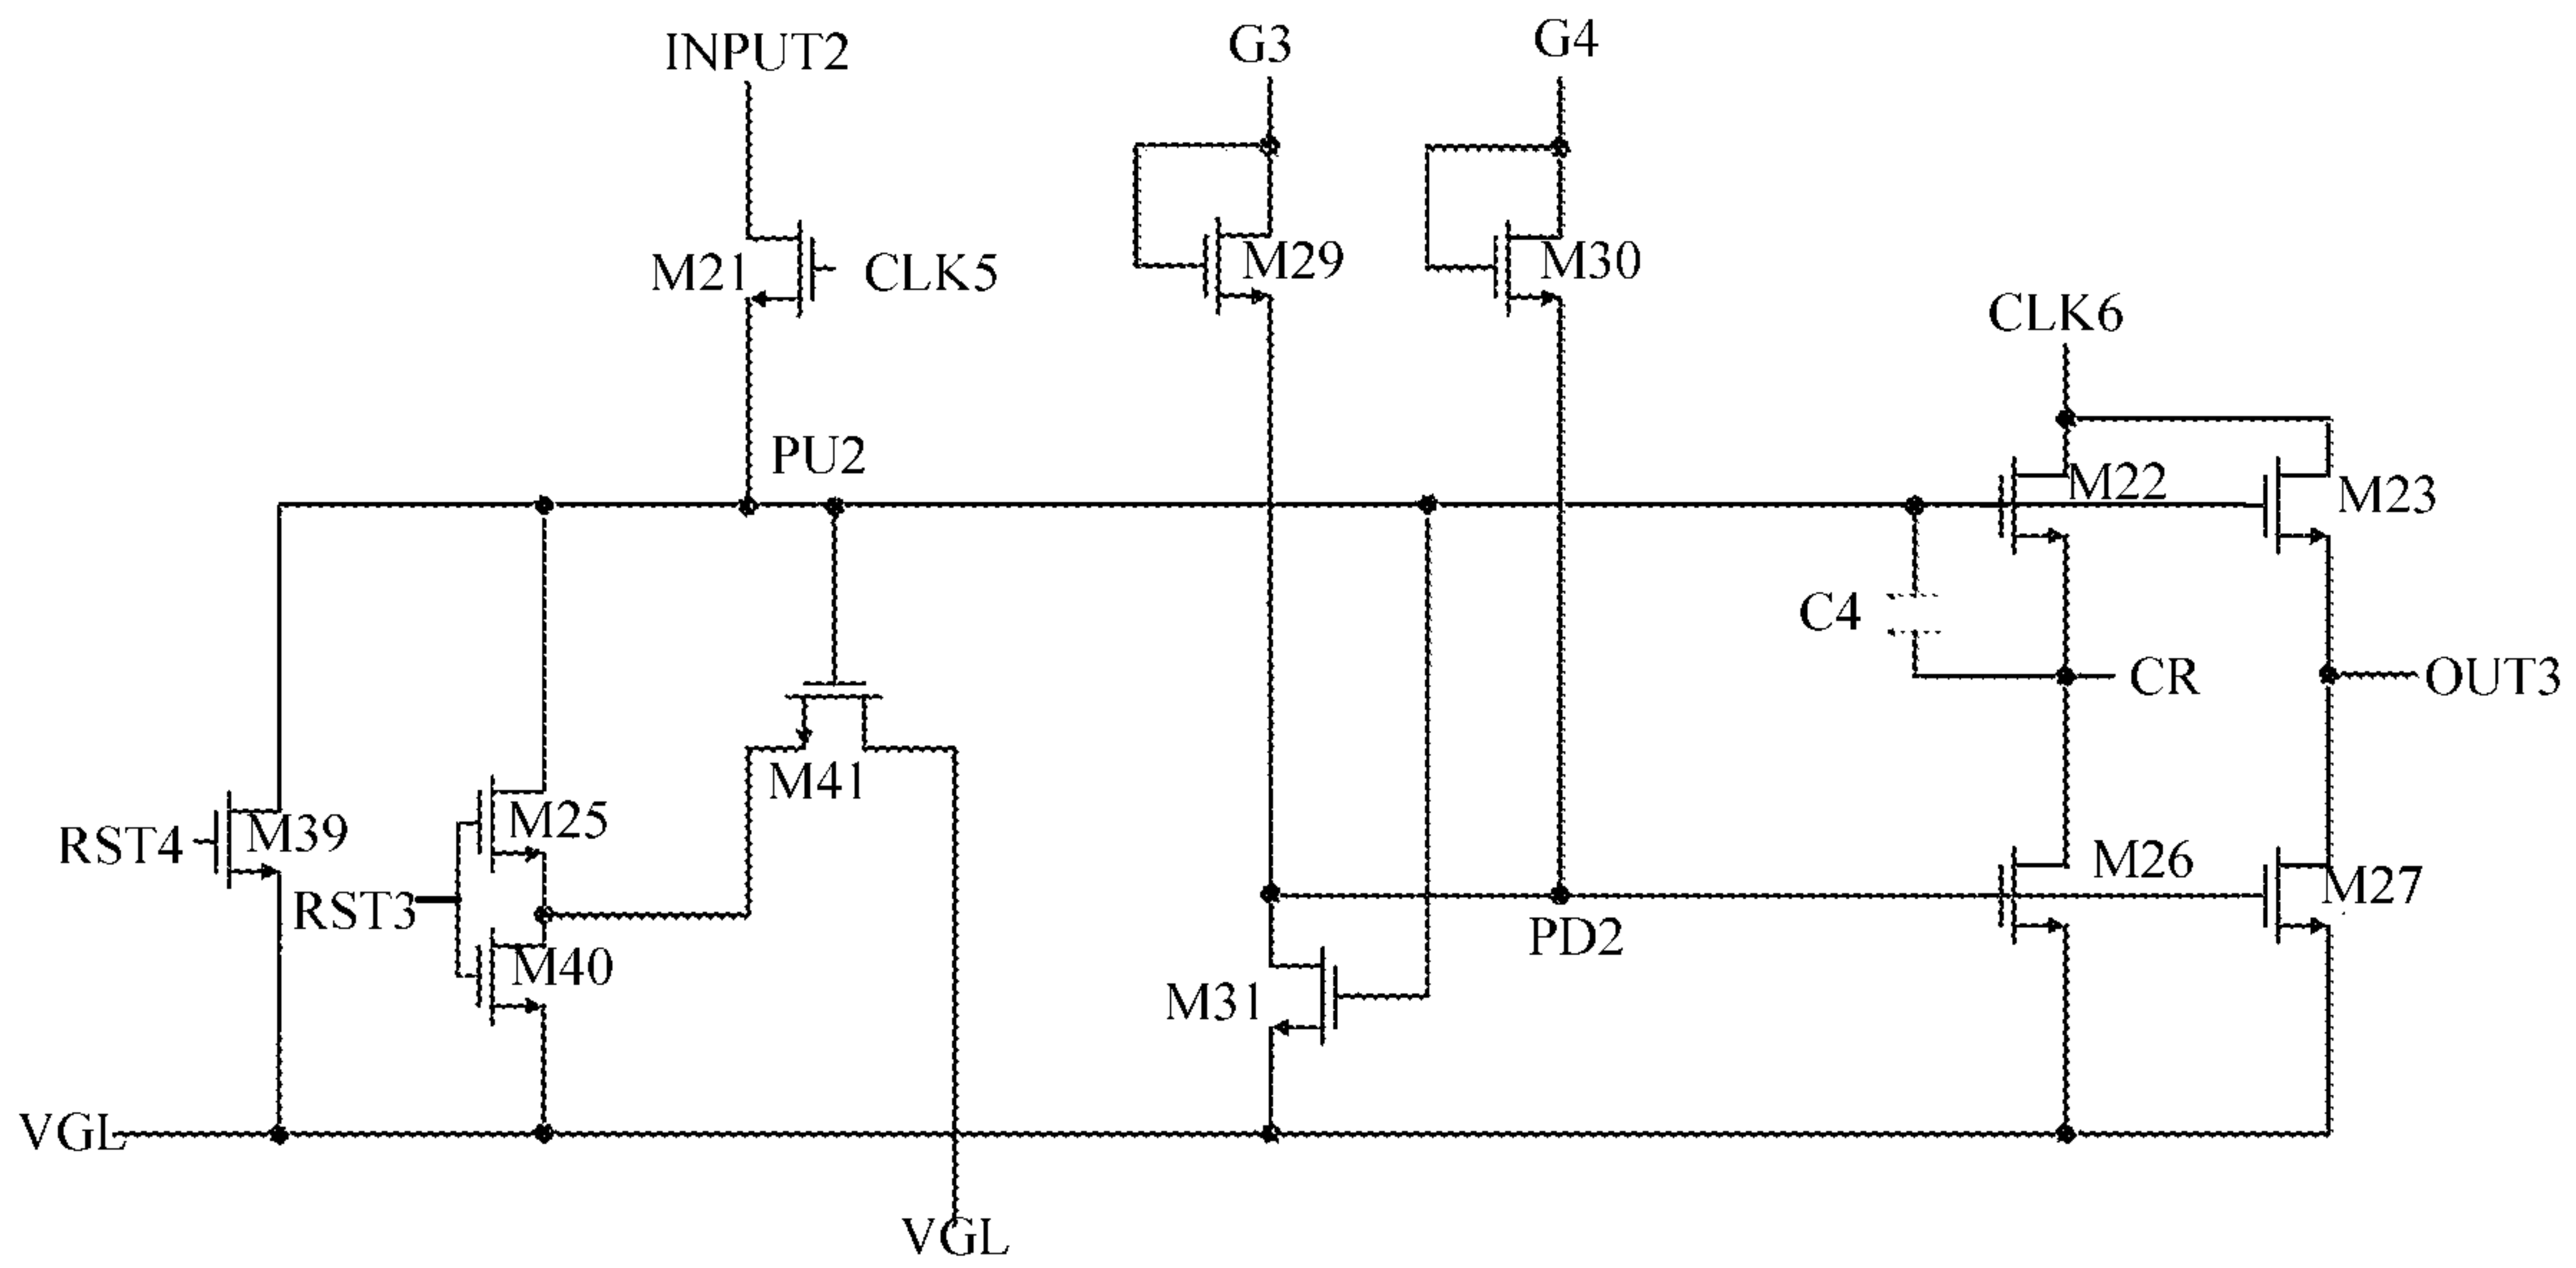 INPUT2
G3
G4
M21
CLK5
M29
M30
CLK6
PU2
M22
M23
C4
CR
OUT3
M41
M25
RST4
M39
M26
M27
RST3
PD2
M40
M31
VGL
VGL